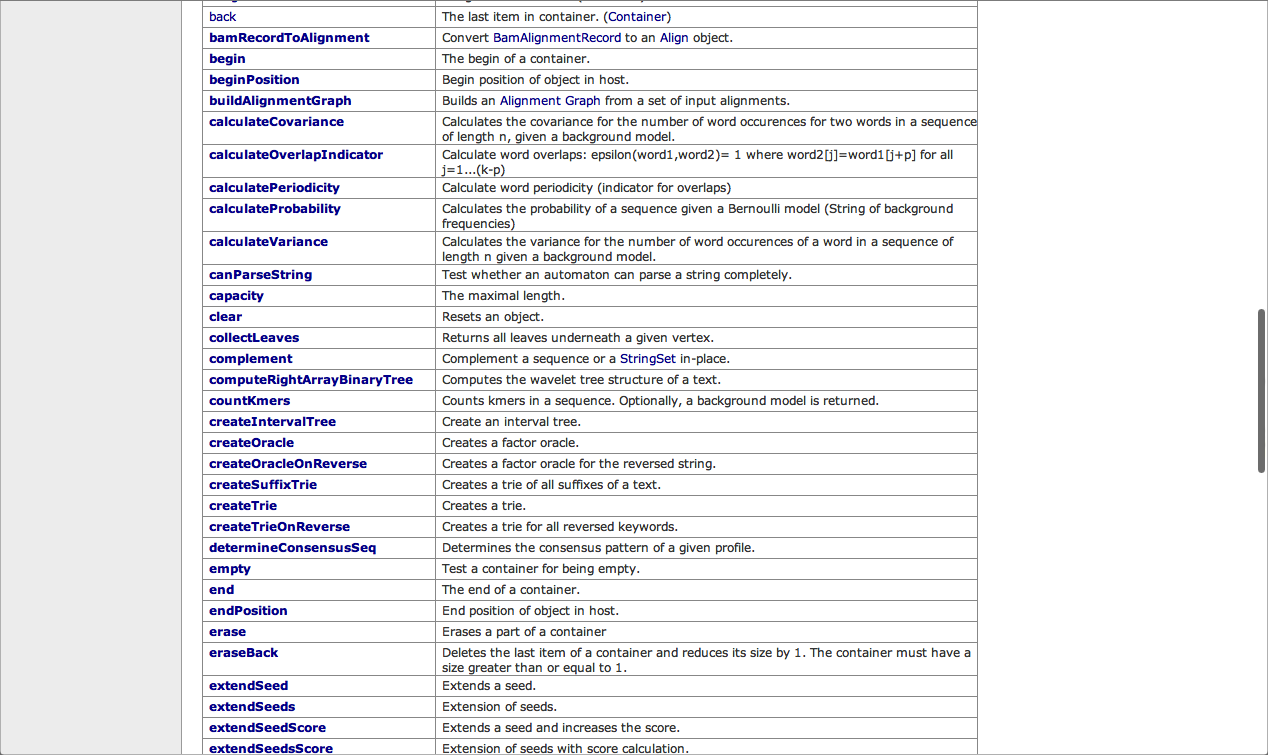 back The last item in container. (Container)
bamRecordToAlignment Convert BamAlignmentRecord to an Align object.
begin The begin of a container.
beginPosition Begin position of object in host.
buildAlignmentGraph Builds an Alignment Graph from a set of input alignments.
calculateCovariance Calculates the covariance for the number of word occurences for two words in a sequence
of length n, given a background model.
calculateOverlapIndicator Calculate word overlaps: epsilon(word1,word2)= 1 where word2[j]=word1[j+p] for all
j=1...(k-p)
calculatePeriodicity Calculate word periodicity (indicator for overlaps)
calculateProbability Calculates the probability of a sequence given a Bernoulli model (String of background
frequencies)
calculateVariance Calculates the variance for the number of word occurences of a word in a sequence of
length n given a background model.
canParseString Test whether an automaton can parse a string completely.
capacity The maximal length.
clear Resets an object.
collectLeaves Returns all leaves underneath a given vertex.
complement Complement a sequence or a StringSet in-place.
computeRightArrayBinaryTree Computes the wavelet tree structure of a text.
countKmers Counts kmers in a sequence. Optionally, a background model is returned.
createIntervalTree Create an interval tree.
createOracle Creates a factor oracle.
createOracleOnReverse Creates a factor oracle for the reversed string.
createSuffixTrie Creates a trie of all suffixes of a text.
createTrie Creates a trie.
createTrieOnReverse Creates a trie for all reversed keywords.
determineConsensusSeq Determines the consensus pattern of a given profile.
empty Test a container for being empty.
end The end of a container.
endPosition End position of object in host.
erase Erases a part of a container
eraseBack Deletes the last item of a container and reduces its size by 1. The container must have a
size greater than or equal to 1.
extendSeed Extends a seed.
extendSeeds Extension of seeds.
extendSeedScore Extends a seed and increases the score.
extendSeedsScore Extension of seeds with score calculation.